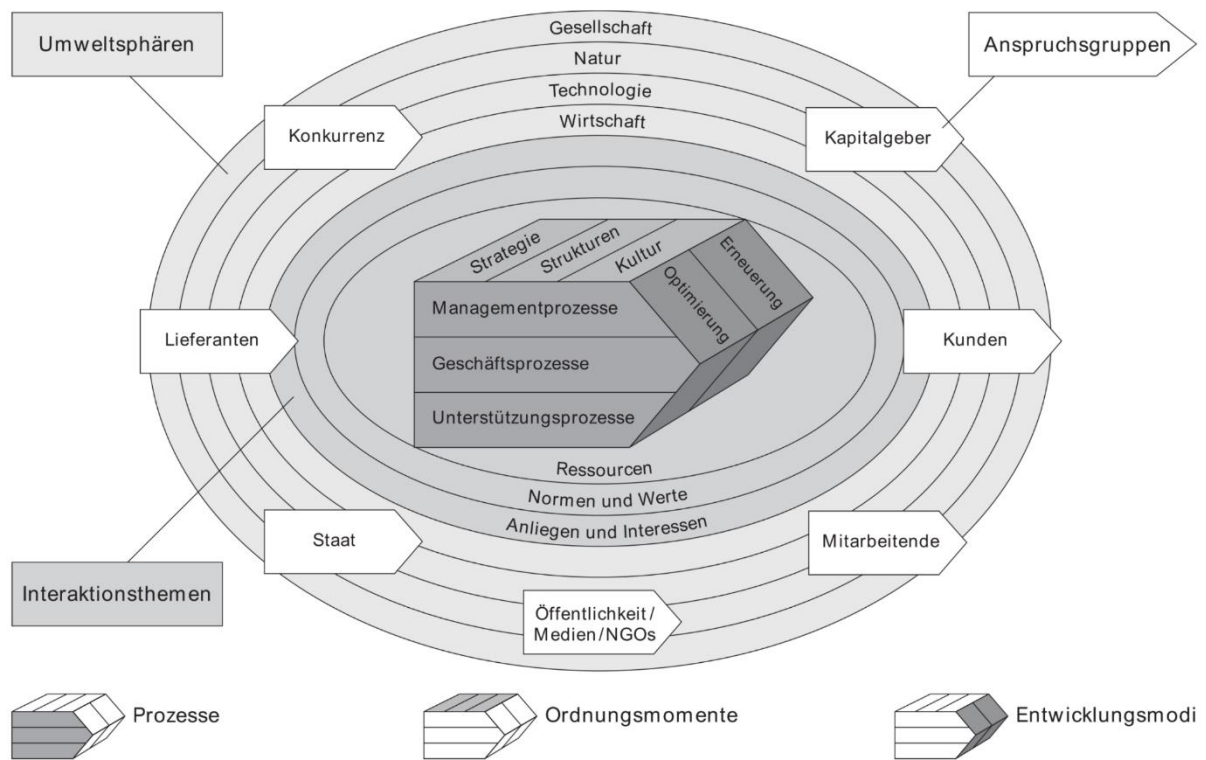 Umweltsphären
Anspruchsgruppen
Gesellschaft
Natur
Technologie
Wirtschaft
Konkurrenz
Kapitalgeber
Strategie
Strukturen
Kultur
Erneuerung
Optimierung
Managementprozesse
Geschäftsprozesse
Unterstützungsprozesse
Lieferanten
Kunden
Ressourcen
Normen und Werte
Anliegen und Interessen
Staat
Mitarbeitende
Interaktionsthemen
Öffentlichkeit/
Medien/NGOs
Prozesse
Ordnungsmomente
Entwicklungsmodi